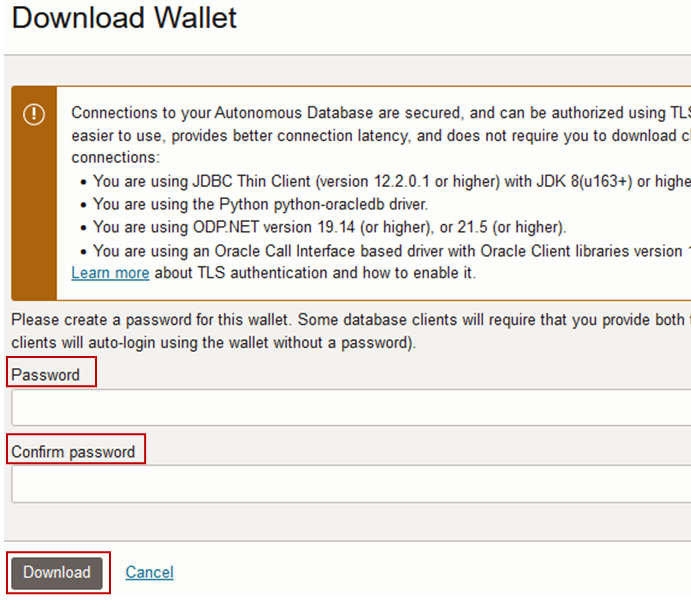 Download Wallet
Connections to your Autonomous Database are secured, and can be authorized using TLS
easier to use, provides better connection latency, and does not require you to download
connections:
• You are using JDBC Thin Client (version 12.2.0.1 or higher) with JDK 8(u163+) or
• You are using the Python python-oracledb driver.
• You are using ODP.NET version 19.14 (or higher), or 21.5 (or higher).
• You are using an Oracle Call Interface based driver with Oracle Client libraries version
Learn more about TLS authentication and how to enable it.
Please create a password for this wallet. Some database clients will require that you provide both
clients will auto-login using the wallet without a password).
Password
Confirm password
Download Cancel